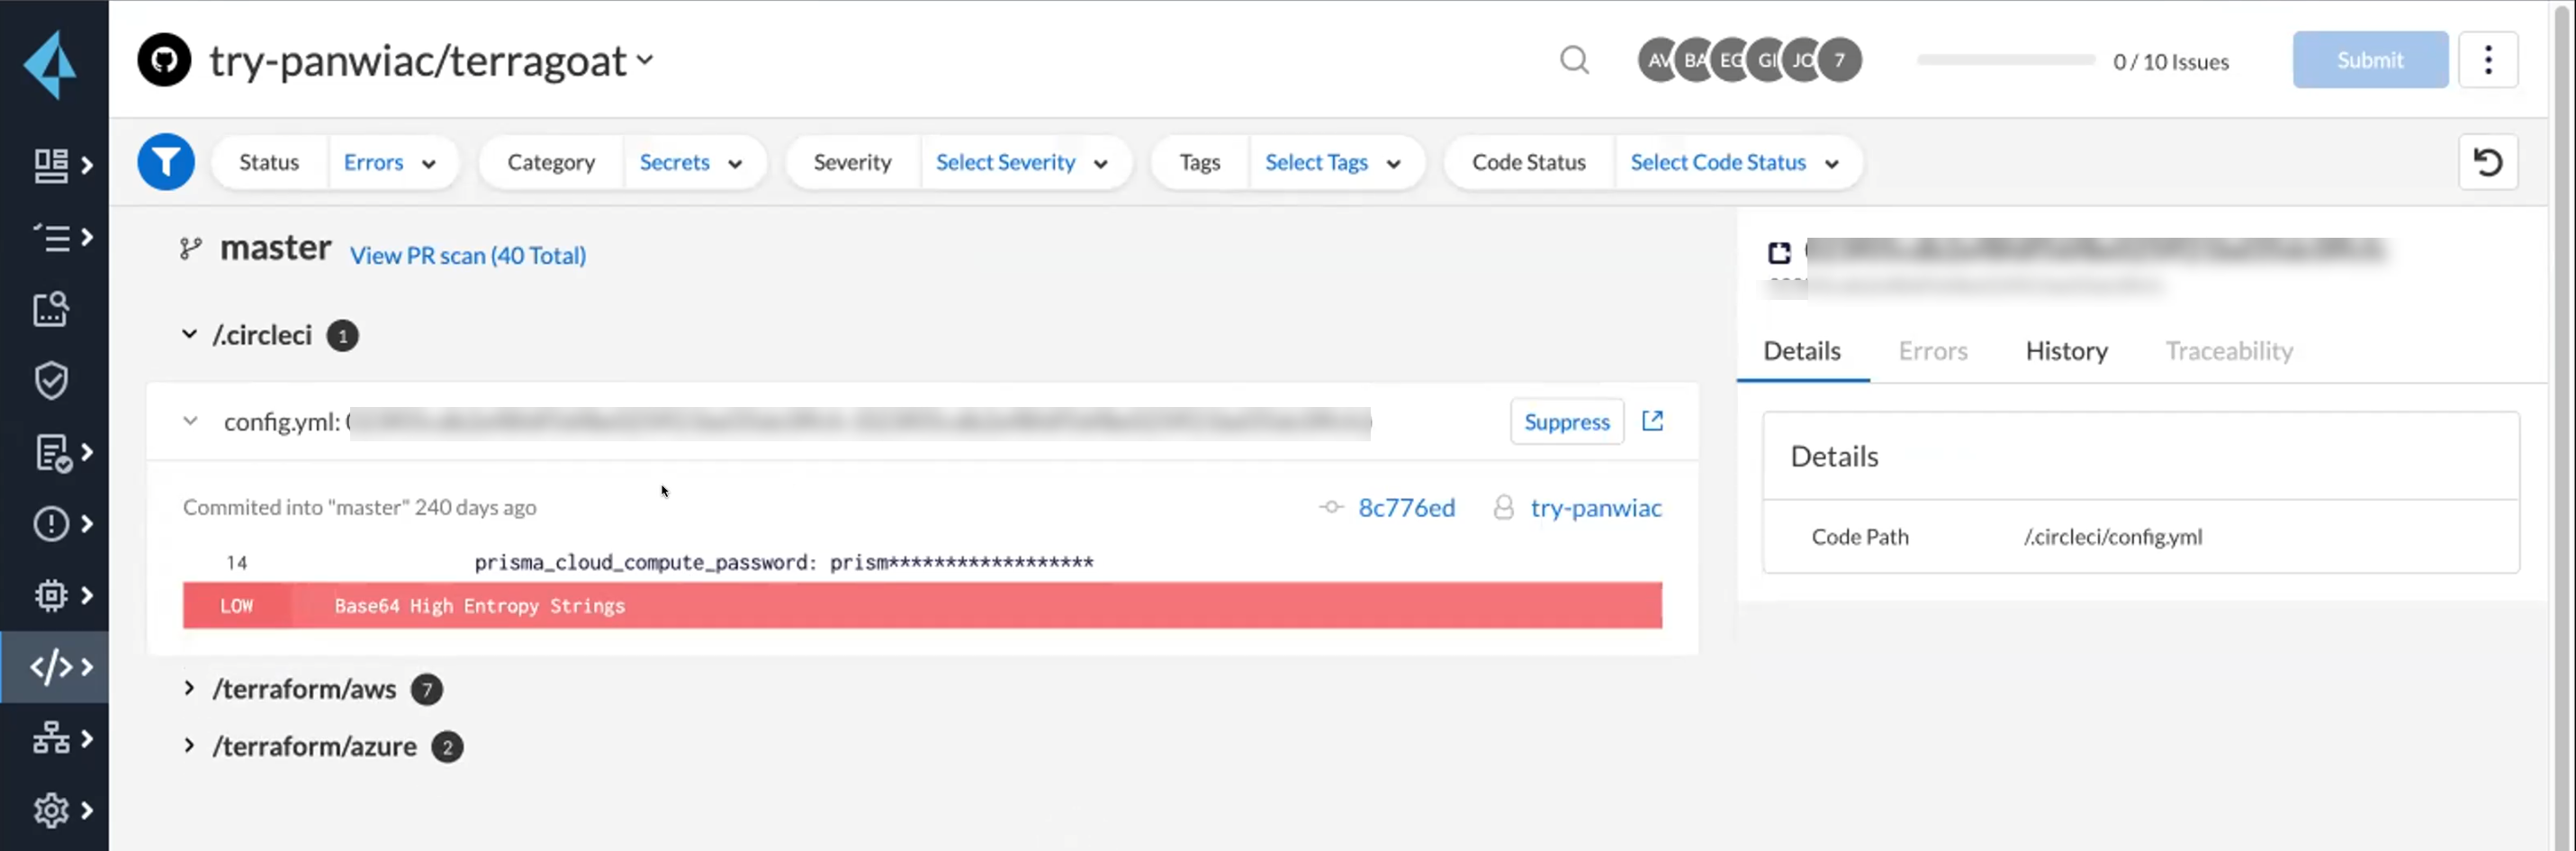 try-panwiac/terragoat
AV BA EG GI JO 7
0 / 10 Issues
Submit
Status Errors
Category Secrets
Severity Select Severity
Tags Select Tags
Code Status Select Code Status
master View PR scan (40 Total)
/.circleci 1
config.yml:
Suppress
Commited into "master" 240 days ago
8c776ed try-panwiac
14 prisma_cloud_compute_password: prism******************
LOW Base64 High Entropy Strings
/terraform/aws 7
/terraform/azure 2
Details Errors History Traceability
Details
Code Path /.circleci/config.yml